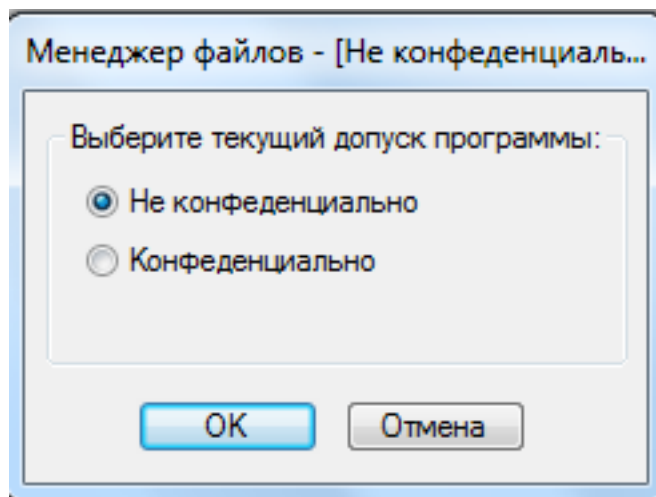 Менеджер файлов - [Не конфеденциаль...
Выберите текущий допуск программы:
Не конфеденциально
Конфеденциально
OK
Отмена